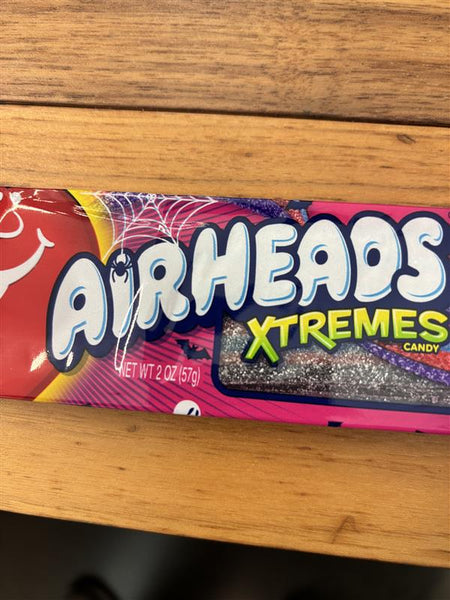 AIRHEADS
XTREMES
CANDY
NET WT 2 OZ (57g)